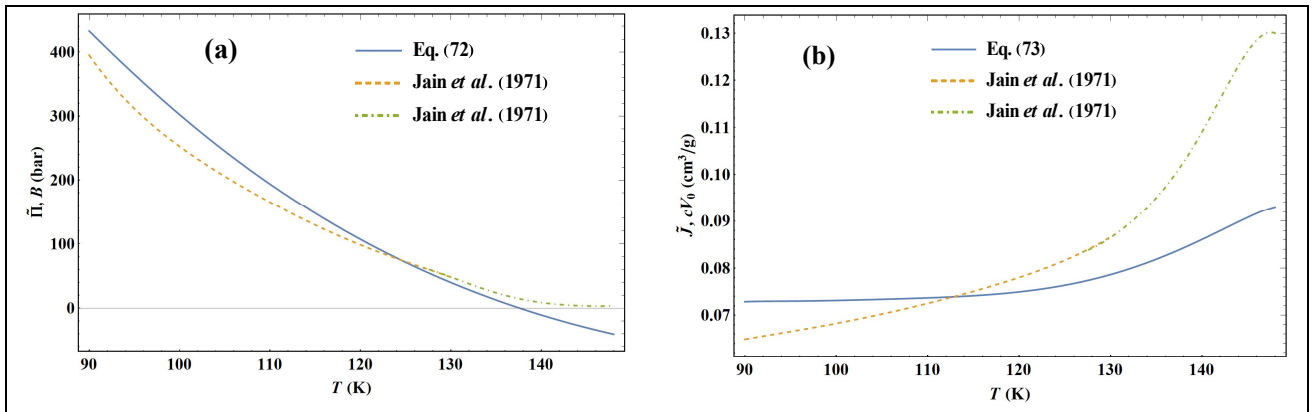 (a)
Eq. (72)
Jain et al. (1971)
Jain et al. (1971)
Π̃, B (bar)
400
300
200
100
0
90 100 110 120 130 140
T (K)
(b)
Eq. (73)
Jain et al. (1971)
Jain et al. (1971)
J̃, cV₀ (cm³/g)
0.13
0.12
0.11
0.10
0.09
0.08
0.07
90 100 110 120 130 140
T (K)